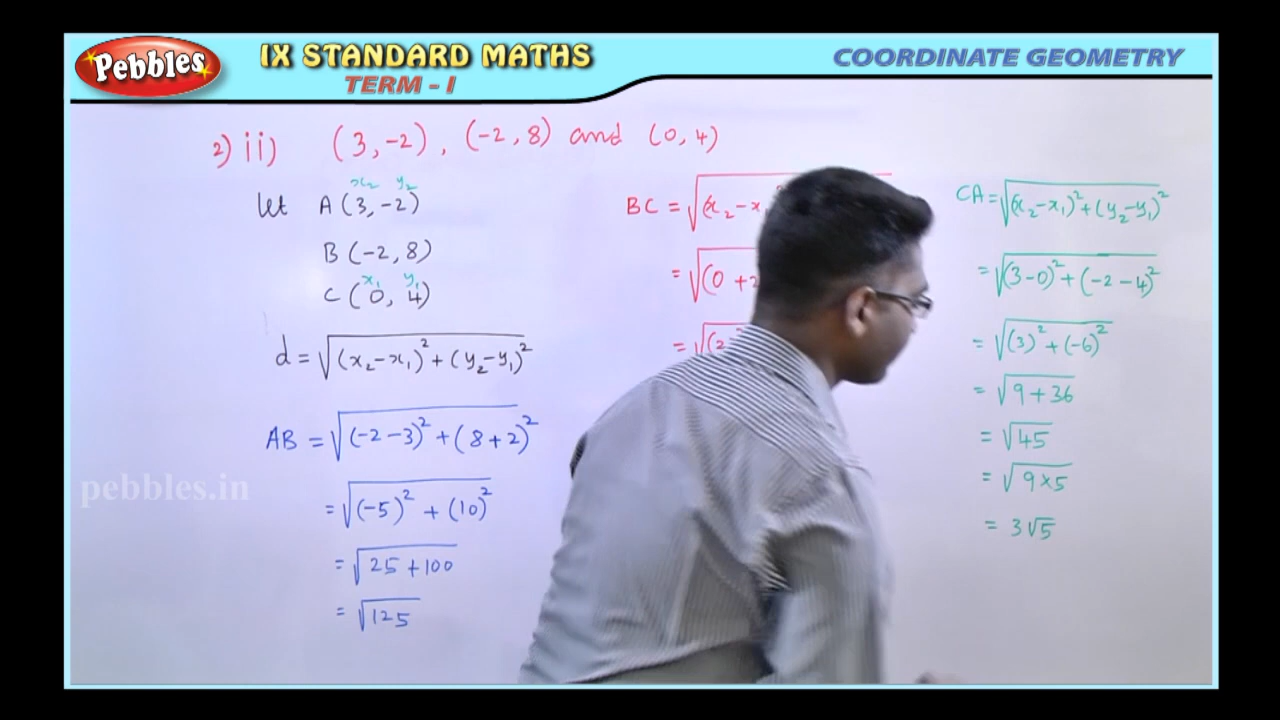 Pebbles
IX STANDARD MATHS
TERM - I
COORDINATE GEOMETRY
2) ii) (3, -2), (-2, 8) and (0, 4)
x₂ y₂
Let A (3, -2)
B (-2, 8)
x₁ y₁
C (0, 4)
d = √(x₂-x₁)² + (y₂-y₁)²
AB = √(-2-3)² + (8+2)²
= √(-5)² + (10)²
= √25 + 100
= √125
BC = √(x₂-x
= √(0 +2
= √(2
CA = √(x₂-x₁)² + (y₂-y₁)²
= √(3-0)² + (-2-4)²
= √(3)² + (-6)²
= √9 + 36
= √45
= √9×5
= 3√5
pebbles.in